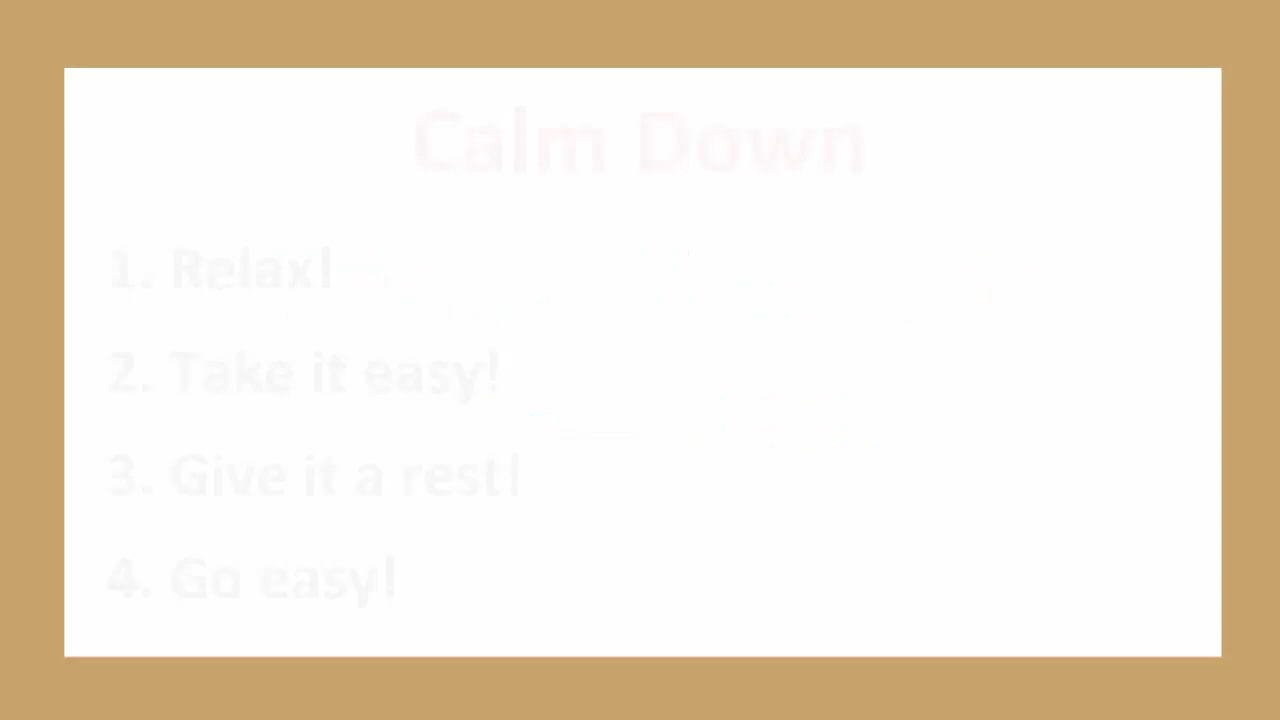 Calm Down
1. Relax!
2. Take it easy!
3. Give it a rest!
4. Go easy!